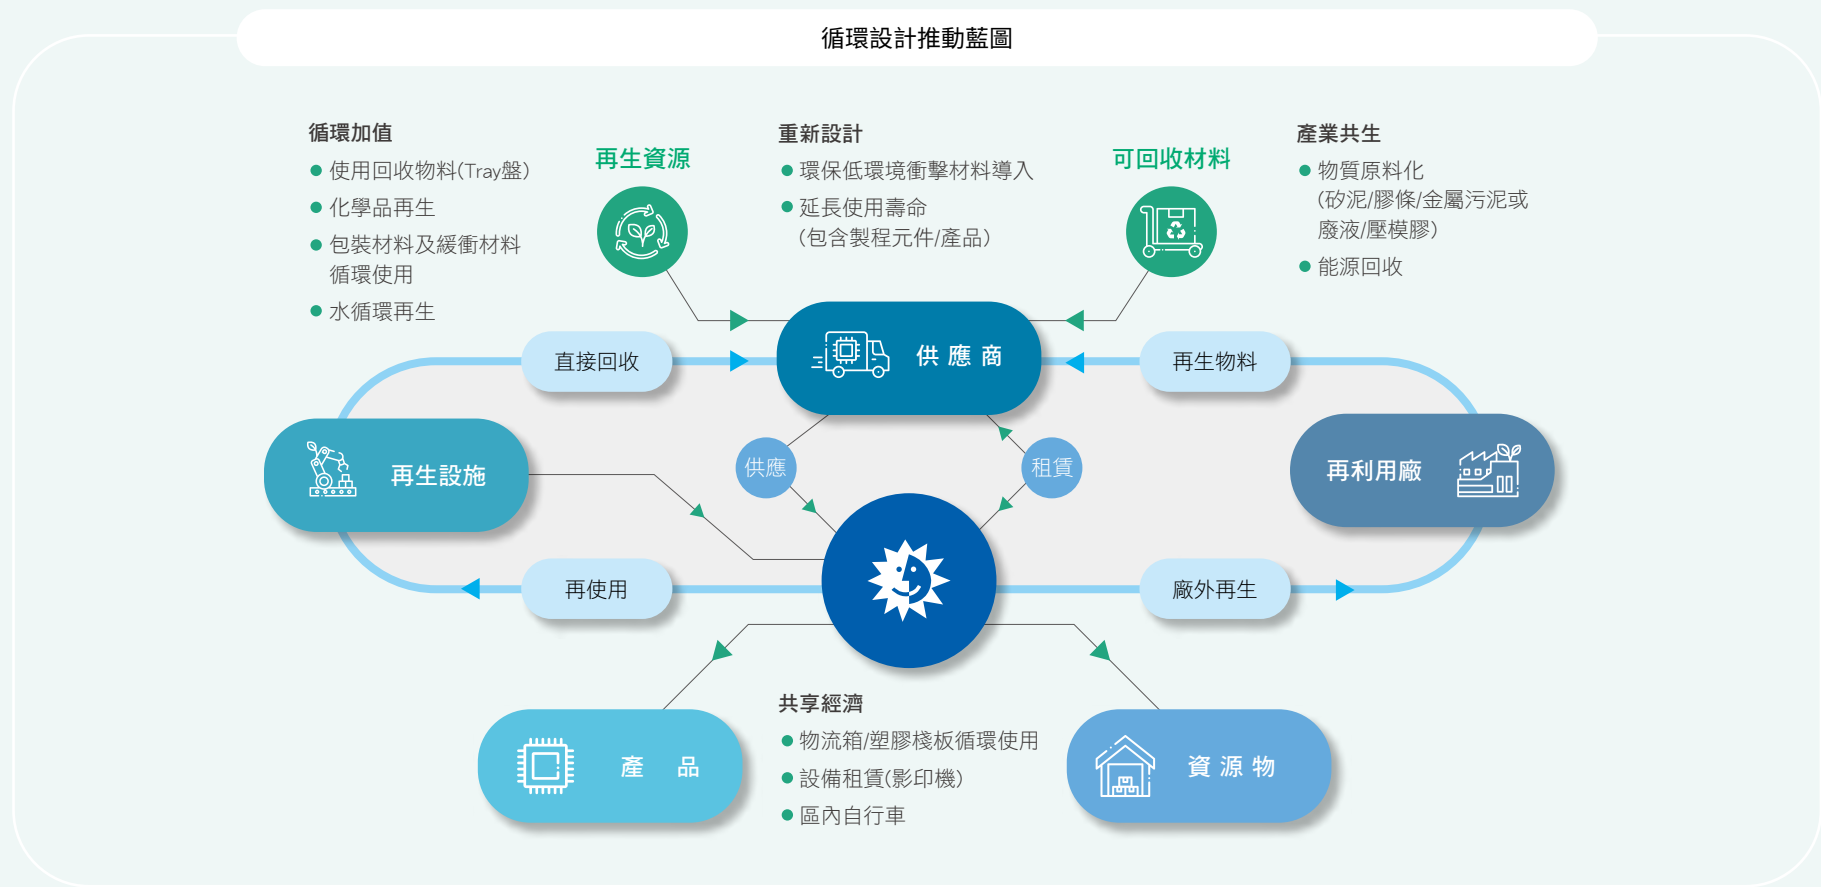 循環設計推動藍圖
循環加值
使用回收物料(Tray盤)
化學品再生
包裝材料及緩衝材料
循環使用
水循環再生
再生資源
重新設計
環保低環境衝擊材料導入
延長使用壽命
(包含製程元件/產品)
可回收材料
產業共生
物質原料化
(矽泥/膠條/金屬污泥或
廢液/壓模膠)
能源回收
直接回收
供應商
再生物料
再生設施
供應
租賃
再利用廠
再使用
廠外再生
產品
共享經濟
物流箱/塑膠棧板循環使用
設備租賃(影印機)
區內自行車
資源物